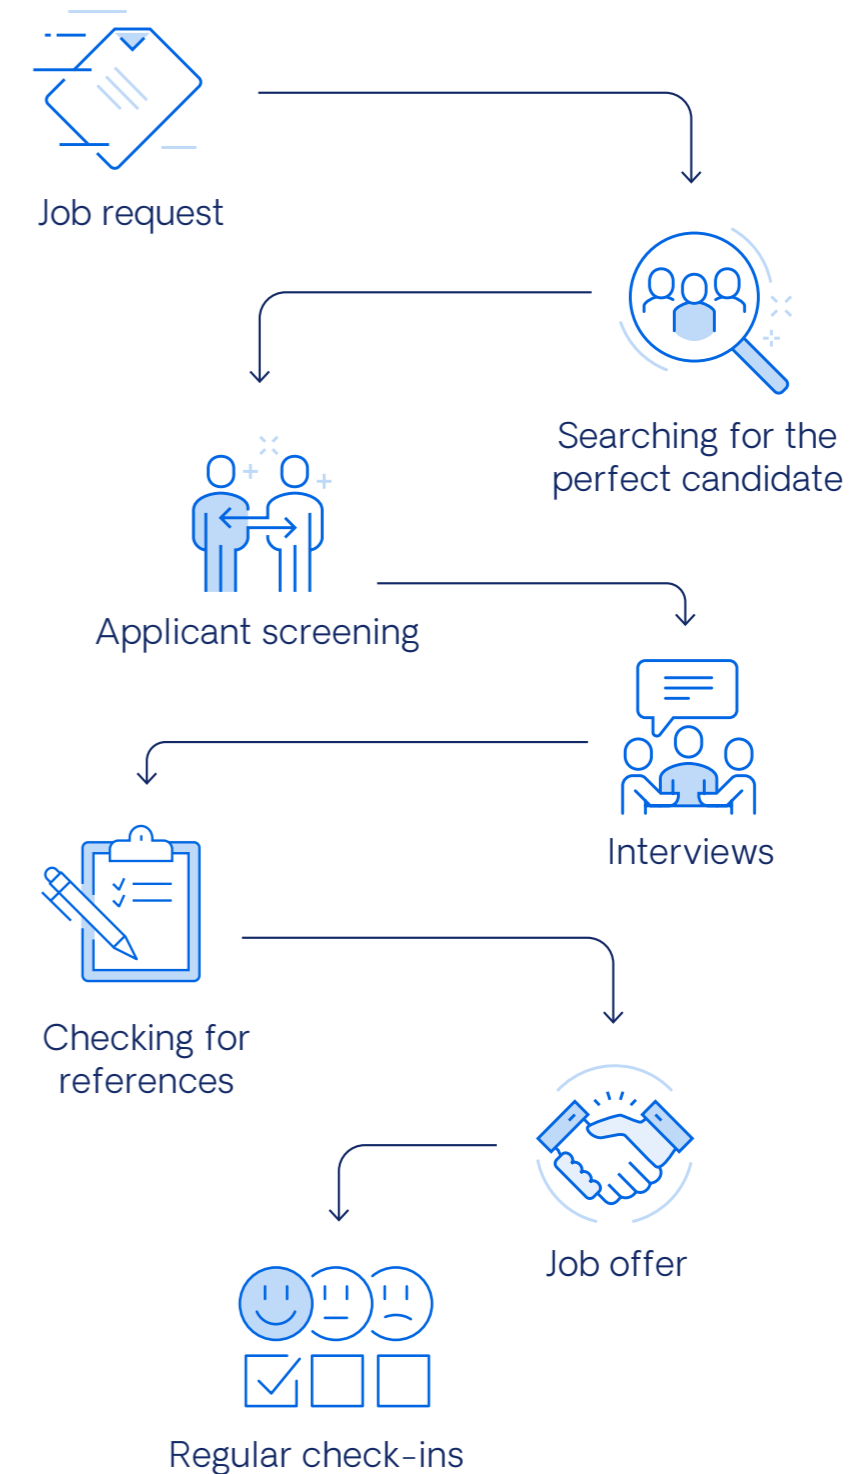 Job request
Searching for the
perfect candidate
Applicant screening
Interviews
Checking for
references
Job offer
Regular check-ins